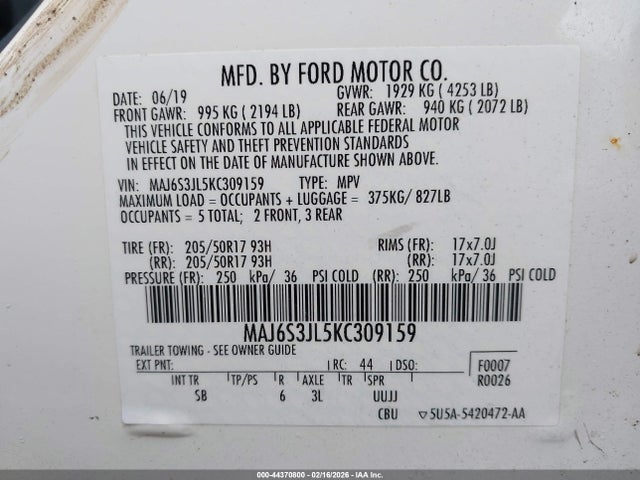 MFD. BY FORD MOTOR CO.
DATE: 06/19 GVWR: 1929 KG ( 4253 LB)
FRONT GAWR: 995 KG ( 2194 LB) REAR GAWR: 940 KG ( 2072 LB)
THIS VEHICLE CONFORMS TO ALL APPLICABLE FEDERAL MOTOR
VEHICLE SAFETY AND THEFT PREVENTION STANDARDS
IN EFFECT ON THE DATE OF MANUFACTURE SHOWN ABOVE.
VIN: MAJ6S3JL5KC309159 TYPE: MPV
MAXIMUM LOAD = OCCUPANTS + LUGGAGE = 375KG/ 827LB
OCCUPANTS = 5 TOTAL; 2 FRONT, 3 REAR
TIRE (FR): 205/50R17 93H RIMS (FR): 17x7.0J
(RR): 205/50R17 93H (RR): 17x7.0J
PRESSURE (FR): 250 kPa/ 36 PSI COLD (RR): 250 kPa/ 36 PSI COLD
MAJ6S3JL5KC309159
TRAILER TOWING - SEE OWNER GUIDE
EXT PNT: RC: 44 DSO: F0007
INT TR TP/PS R AXLE TR SPR R0026
SB 6 3L UUJJ
CBU ▽5U5A-5420472-AA
000-44370800 - 02/16/2026 - IAA Inc.